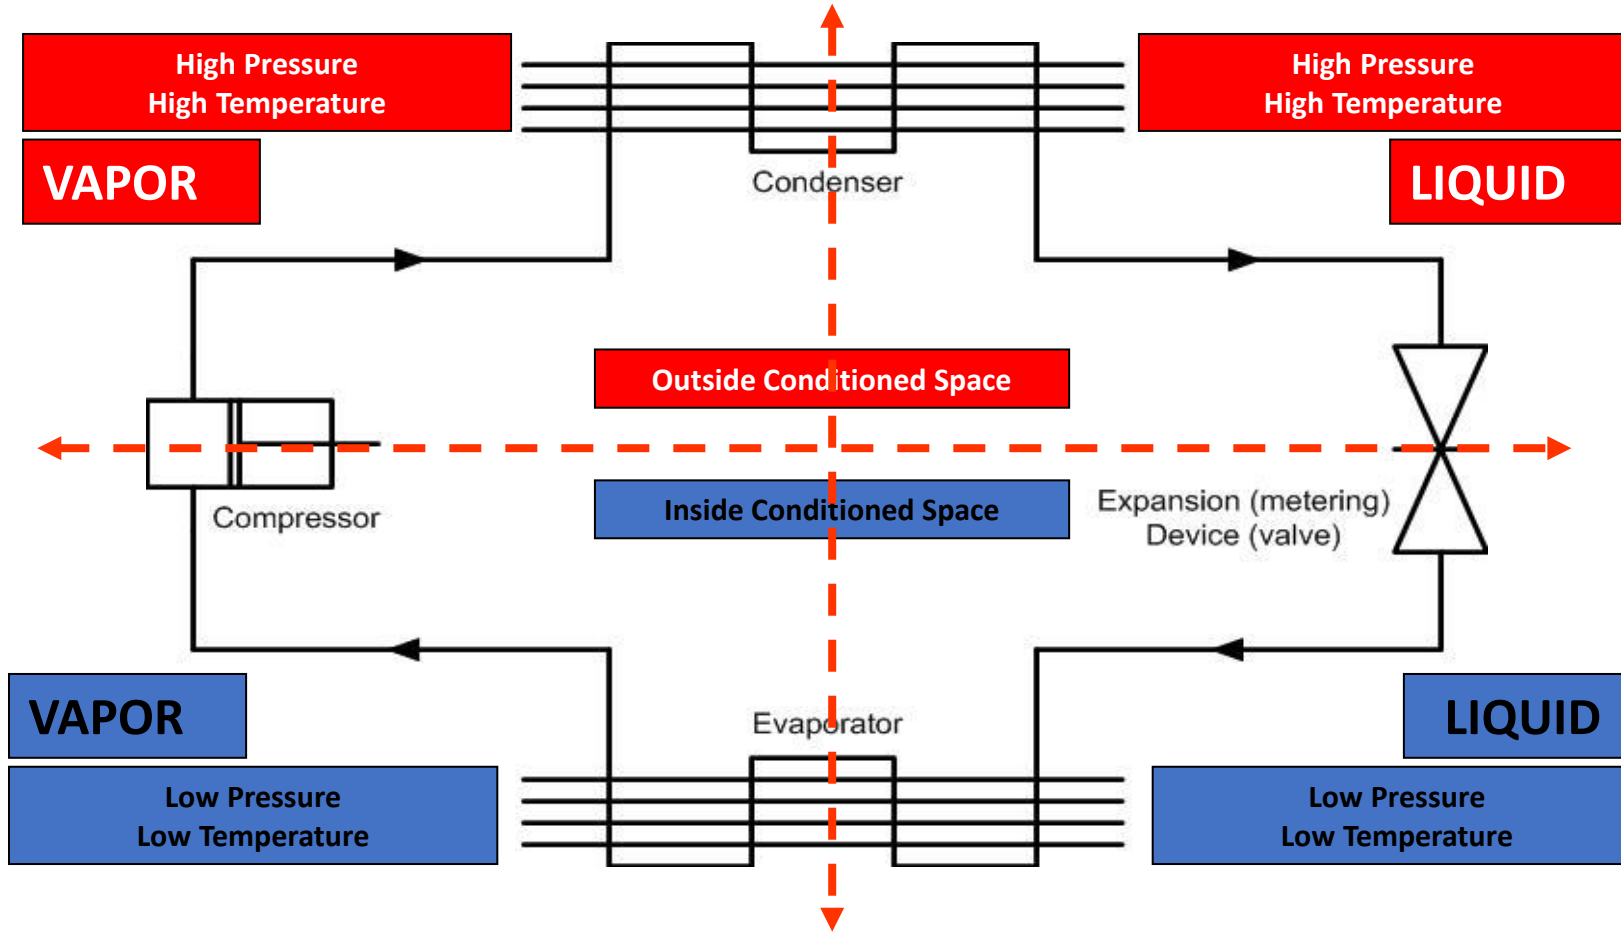 High Pressure
High Temperature
VAPOR
High Pressure
High Temperature
LIQUID
Condenser
Outside Conditioned Space
Inside Conditioned Space
Compressor
Expansion (metering)
Device (valve)
VAPOR
Low Pressure
Low Temperature
Evaporator
LIQUID
Low Pressure
Low Temperature